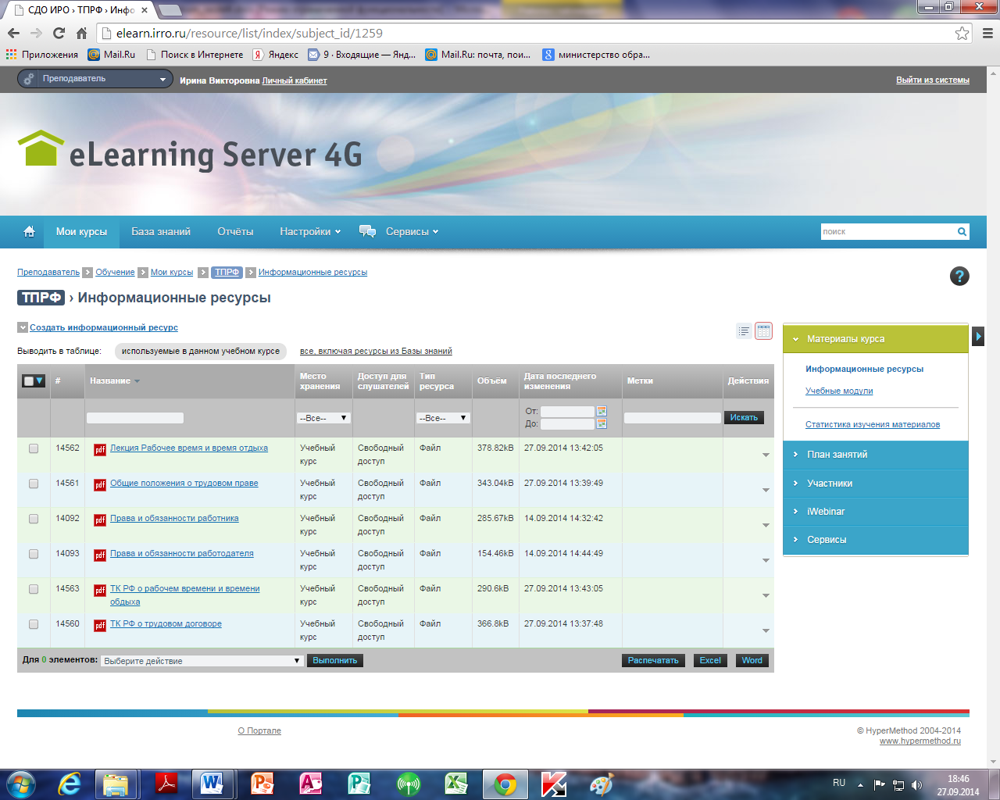 СДО ИРО › ТПРФ › Инфо
elearn.irro.ru/resource/list/index/subject_id/1259
Приложения Mail.Ru Поиск в Интернете Яндекс 9 · Входящие — Янд... Mail.Ru: почта, пои... министерство обра...
Преподаватель Ирина Викторовна Личный кабинет Выйти из системы
eLearning Server 4G
Мои курсы База знаний Отчёты Настройки Сервисы поиск
Преподаватель Обучение Мои курсы ТПРФ Информационные ресурсы
?
ТПРФ › Информационные ресурсы
Создать информационный ресурс
Выводить в таблице: используемые в данном учебном курсе все, включая ресурсы из Базы знаний
# Название Место хранения Доступ для слушателей Тип ресурса Объём Дата последнего изменения Метки Действия
--Все-- --Все-- От: До: Искать
14562 pdf Лекция Рабочее время и время отдыха Учебный курс Свободный доступ Файл 378.82kB 27.09.2014 13:42:05
14561 pdf Общие положения о трудовом праве Учебный курс Свободный доступ Файл 343.04kB 27.09.2014 13:39:49
14092 pdf Права и обязанности работника Учебный курс Свободный доступ Файл 285.67kB 14.09.2014 14:32:42
14093 pdf Права и обязанности работодателя Учебный курс Свободный доступ Файл 154.46kB 14.09.2014 14:44:49
14563 pdf ТК РФ о рабочем времени и времени обдыха Учебный курс Свободный доступ Файл 290.6kB 27.09.2014 13:43:05
14560 pdf ТК РФ о трудовом договоре Учебный курс Свободный доступ Файл 366.8kB 27.09.2014 13:37:48
Для 0 элементов: Выберите действие Выполнить Распечатать Excel Word
Материалы курса
Информационные ресурсы
Учебные модули
Статистика изучения материалов
План занятий
Участники
iWebinar
Сервисы
О Портале
© HyperMethod 2004-2014
www.hypermethod.ru
RU 18:46
27.09.2014